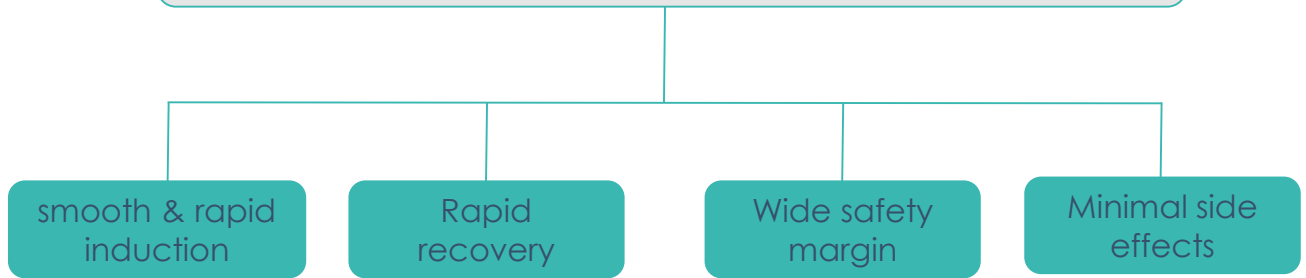 smooth & rapid
induction
Rapid
recovery
Wide safety
margin
Minimal side
effects